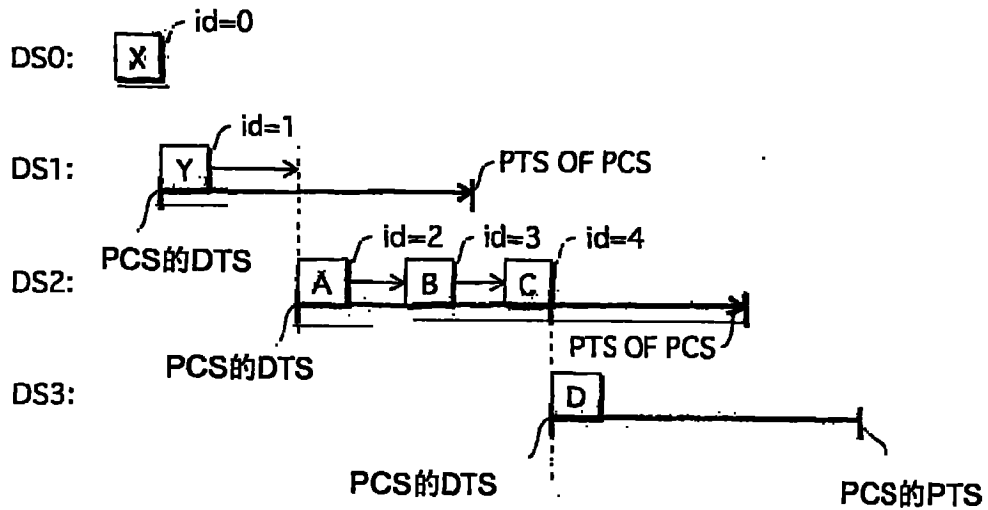 id=0
DS0: X
id=1
DS1: Y PTS OF PCS
PCS的DTS
id=2 id=3 id=4
DS2: A B C
PTS OF PCS
PCS的DTS
DS3: D
PCS的DTS PCS的PTS